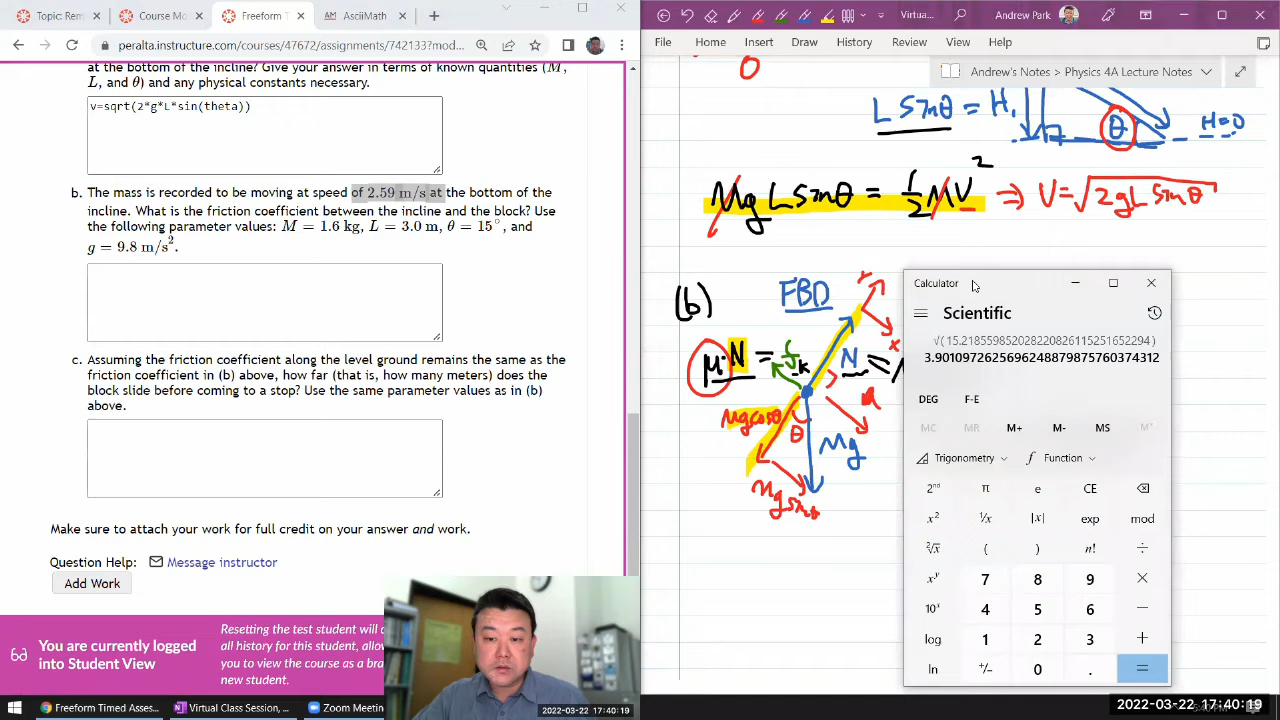 Topic Rem
Course Mo
Freeform T
AsciiMath
peralta.instructure.com/courses/47672/assignments/742133?mod...
at the bottom of the incline? Give your answer in terms of known quantities (M,
L, and θ) and any physical constants necessary.
v=sqrt(2*g*L*sin(theta))
b. The mass is recorded to be moving at speed of 2.59 m/s at the bottom of the
incline. What is the friction coefficient between the incline and the block? Use
the following parameter values: M = 1.6 kg, L = 3.0 m, θ = 15°, and
g = 9.8 m/s².
c. Assuming the friction coefficient along the level ground remains the same as the
friction coefficient in (b) above, how far (that is, how many meters) does the
block slide before coming to a stop? Use the same parameter values as in (b)
above.
Make sure to attach your work for full credit on your answer and work.
Question Help: Message instructor
Add Work
You are currently logged
into Student View
Resetting the test student will
all history for this student, allo
you to view the course as a bra
new student.
Freeform Timed Asses...
Virtual Class Session, ...
Zoom Meeting
2022-03-22 17:40:19
Virtua...
Andrew Park
File Home Insert Draw History Review View Help
Andrew's Notes > Physics 4A Lecture Notes
0
L sinθ = H₁
θ
H=0
MgLsinθ = 1/2 MV² ⇒ V=√2gL sinθ
(b)
FBD
x
μ·N = fk
N =
a
Mgcosθ
θ
Mg
Mgsinθ
Calculator
Scientific
√(15.218559852028220826115251652294)
3.9010972625696248879875760374312
DEG F-E
MC MR M+ M- MS M˅
Trigonometry Function
2ⁿᵈ π e CE
x² ¹/x |x| exp mod
²√x ( ) n! ÷
xʸ 7 8 9 ×
10ˣ 4 5 6 −
log 1 2 3 +
ln +/− 0 . =
2022-03-22 17:40:19